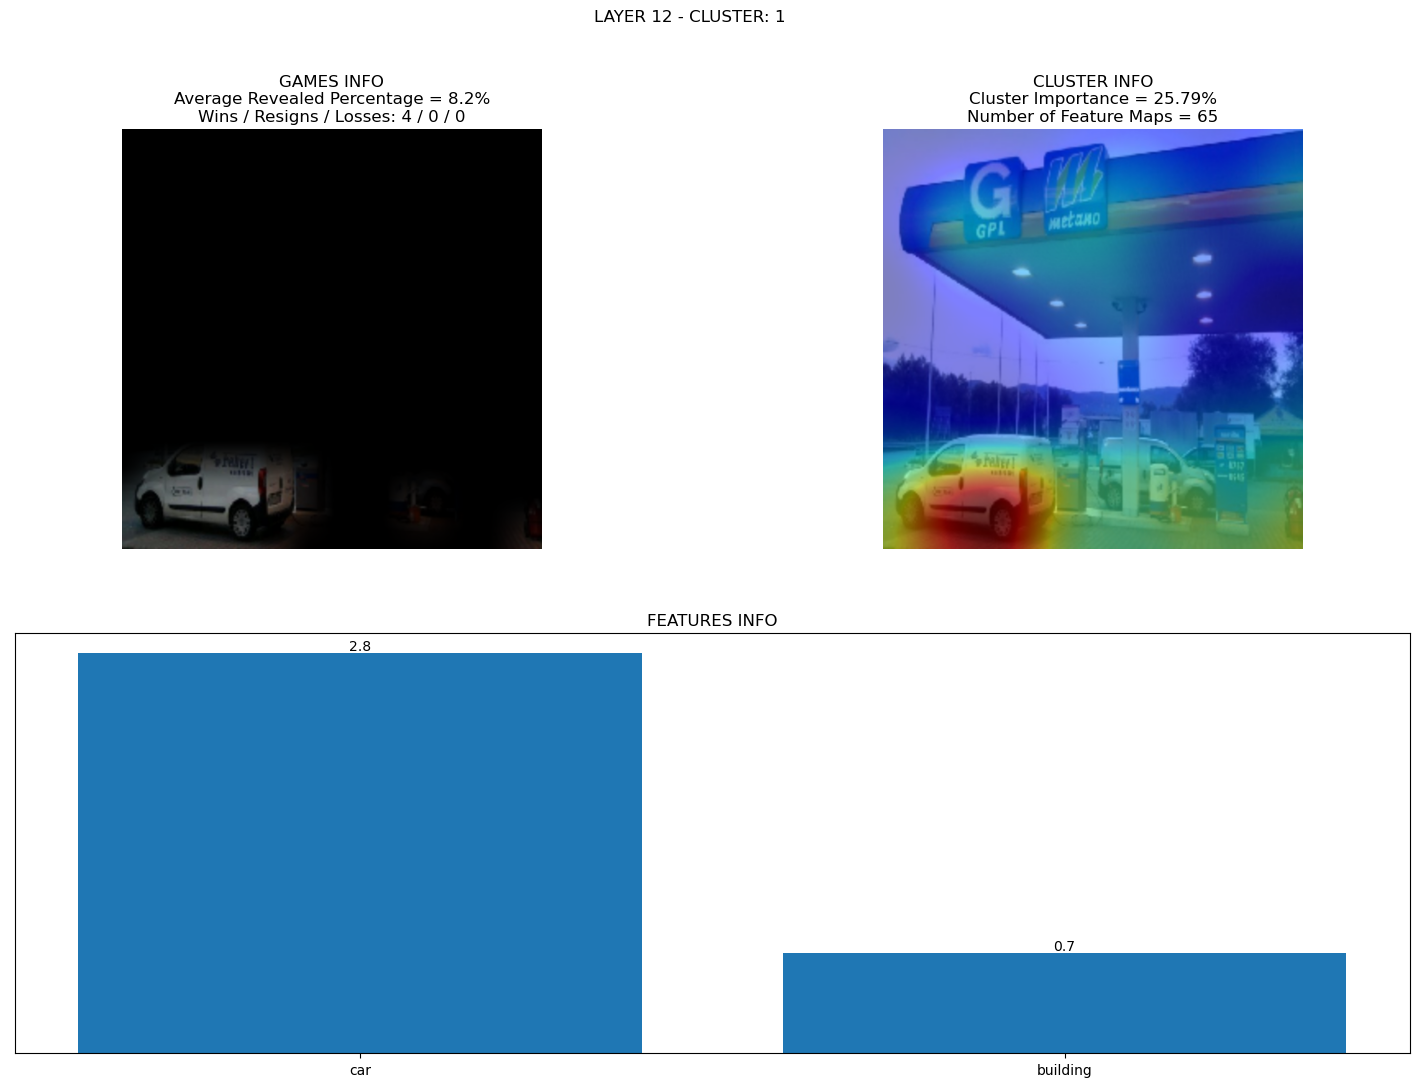 LAYER 12 - CLUSTER: 1
GAMES INFO
Average Revealed Percentage = 8.2%
Wins / Resigns / Losses: 4 / 0 / 0
CLUSTER INFO
Cluster Importance = 25.79%
Number of Feature Maps = 65
G
GPL
metano
FEATURES INFO
2.8
0.7
car
building